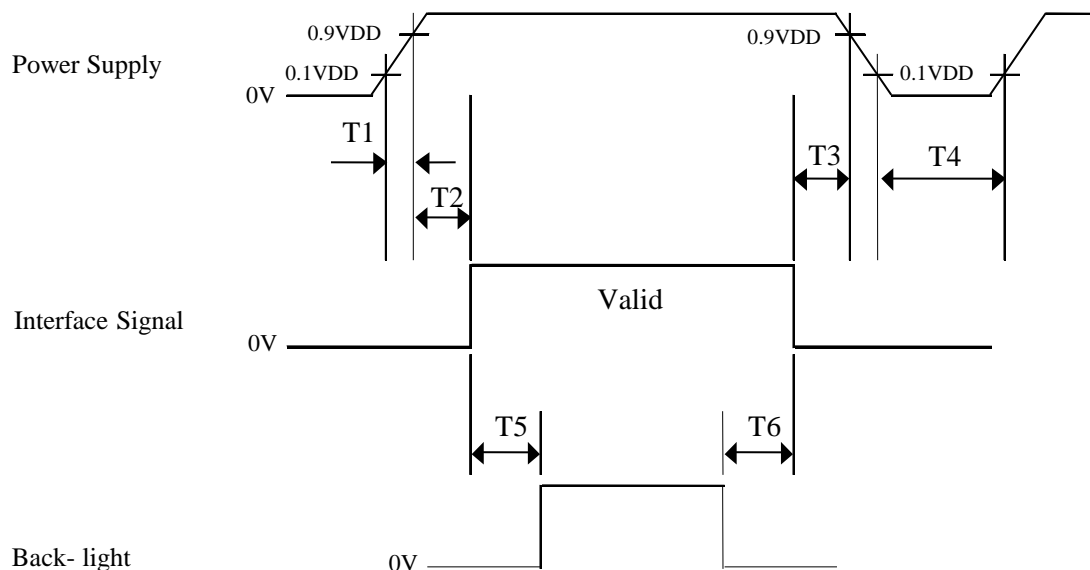 0.9VDD
0.9VDD
Power Supply
0.1VDD
0.1VDD
0V
T1
T3
T4
T2
Valid
Interface Signal
0V
T5
T6
Back- light
0V